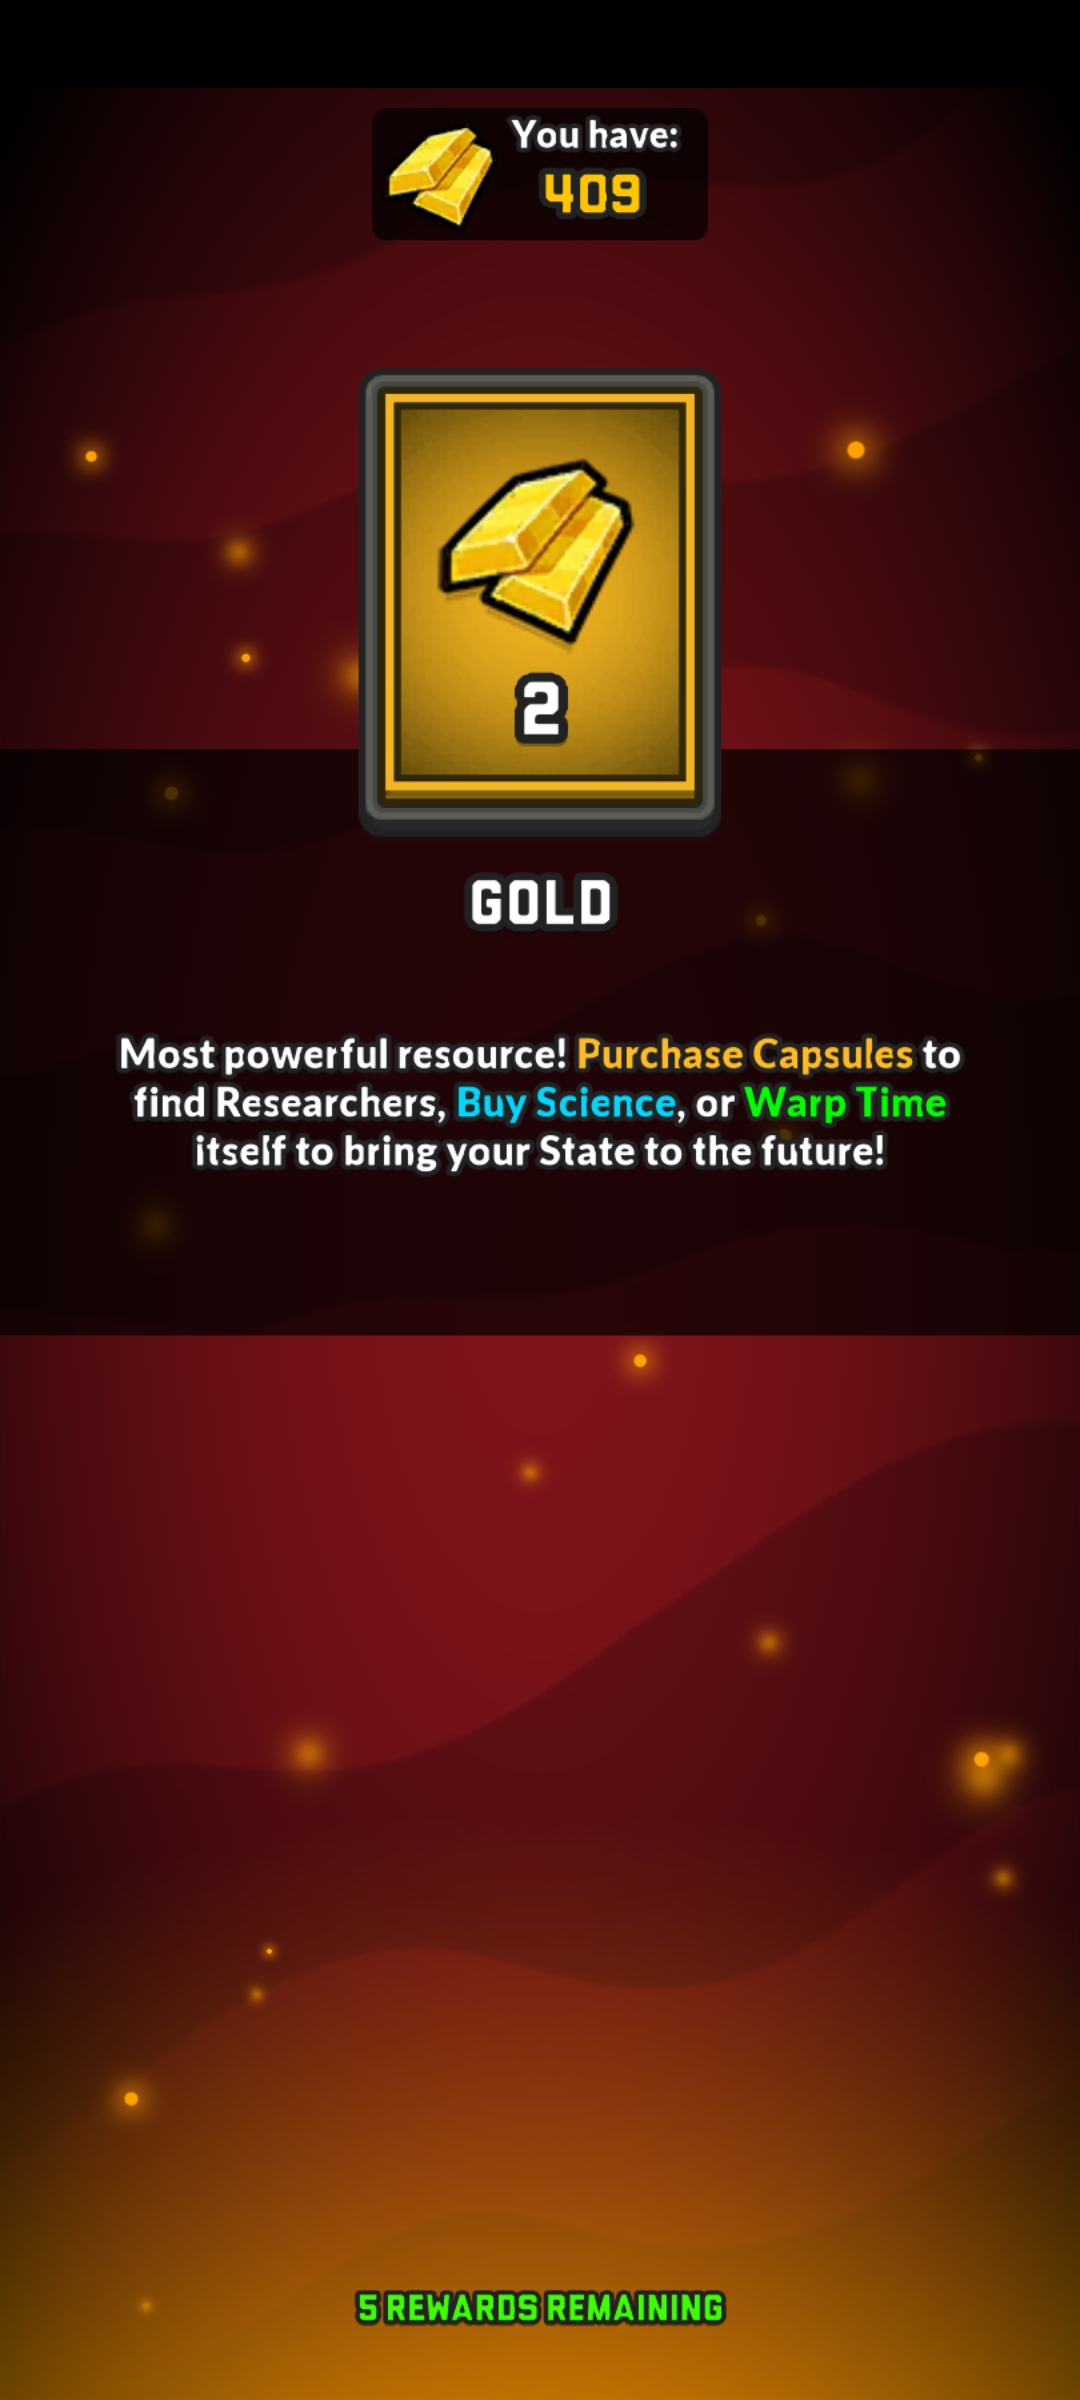 You have:
409
2
GOLD
Most powerful resource! Purchase Capsules to
find Researchers, Buy Science, or Warp Time
itself to bring your State to the future!
5 REWARDS REMAINING